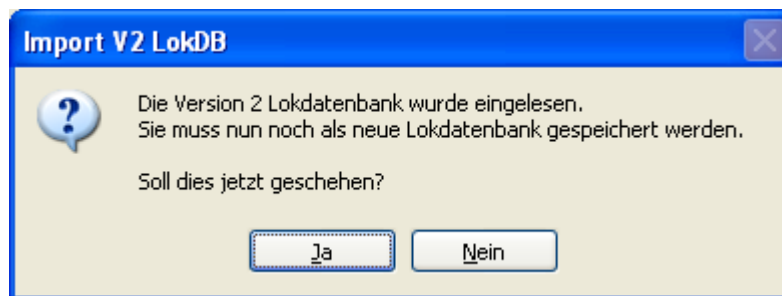 Import V2 LokDB
Die Version 2 Lokdatenbank wurde eingelesen.
Sie muss nun noch als neue Lokdatenbank gespeichert werden.
Soll dies jetzt geschehen?
Ja
Nein